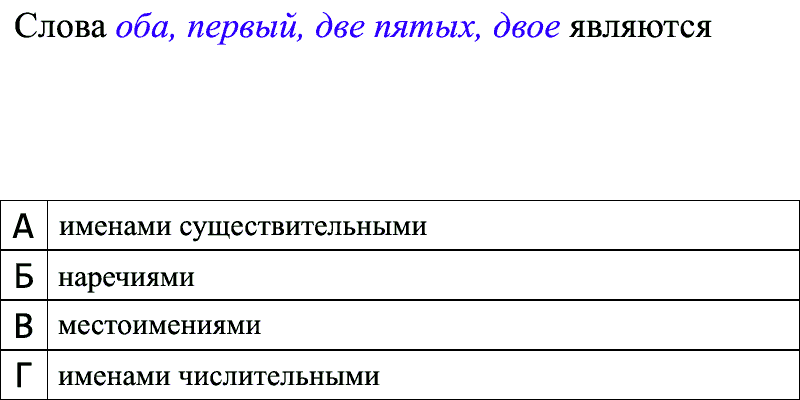 Слова оба, первый, две пятых, двое являются
А именами существительными
Б наречиями
В местоимениями
Г именами числительными